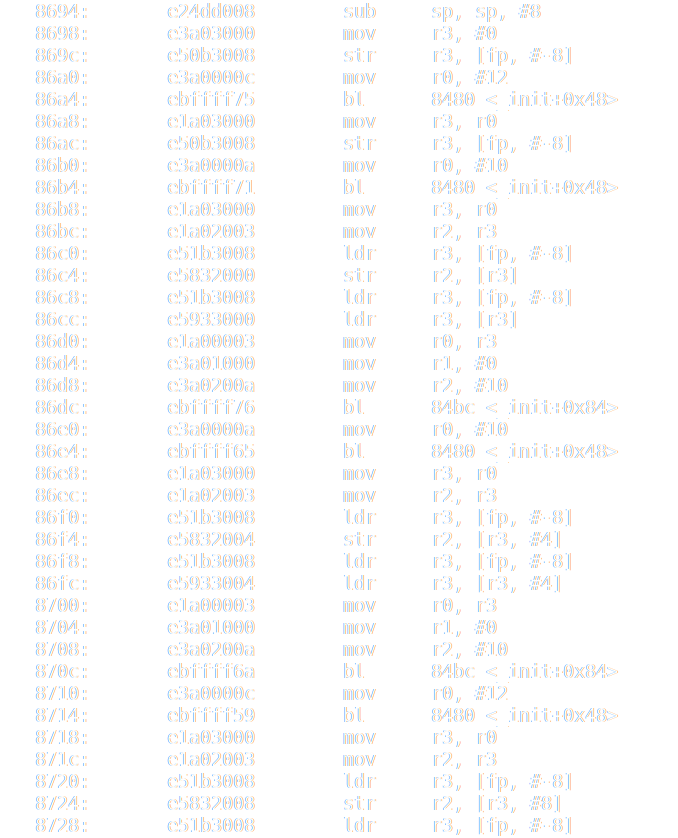 8694: e24dd008 sub sp, sp, #8
8698: e3a03000 mov r3, #0
869c: e50b3008 str r3, [fp, #-8]
86a0: e3a0000c mov r0, #12
86a4: ebffff75 bl 8480 <_init+0x48>
86a8: e1a03000 mov r3, r0
86ac: e50b3008 str r3, [fp, #-8]
86b0: e3a0000a mov r0, #10
86b4: ebffff71 bl 8480 <_init+0x48>
86b8: e1a03000 mov r3, r0
86bc: e1a02003 mov r2, r3
86c0: e51b3008 ldr r3, [fp, #-8]
86c4: e5832000 str r2, [r3]
86c8: e51b3008 ldr r3, [fp, #-8]
86cc: e5933000 ldr r3, [r3]
86d0: e1a00003 mov r0, r3
86d4: e3a01000 mov r1, #0
86d8: e3a0200a mov r2, #10
86dc: ebffff76 bl 84bc <_init+0x84>
86e0: e3a0000a mov r0, #10
86e4: ebffff65 bl 8480 <_init+0x48>
86e8: e1a03000 mov r3, r0
86ec: e1a02003 mov r2, r3
86f0: e51b3008 ldr r3, [fp, #-8]
86f4: e5832004 str r2, [r3, #4]
86f8: e51b3008 ldr r3, [fp, #-8]
86fc: e5933004 ldr r3, [r3, #4]
8700: e1a00003 mov r0, r3
8704: e3a01000 mov r1, #0
8708: e3a0200a mov r2, #10
870c: ebffff6a bl 84bc <_init+0x84>
8710: e3a0000c mov r0, #12
8714: ebffff59 bl 8480 <_init+0x48>
8718: e1a03000 mov r3, r0
871c: e1a02003 mov r2, r3
8720: e51b3008 ldr r3, [fp, #-8]
8724: e5832008 str r2, [r3, #8]
8728: e51b3008 ldr r3, [fp, #-8]